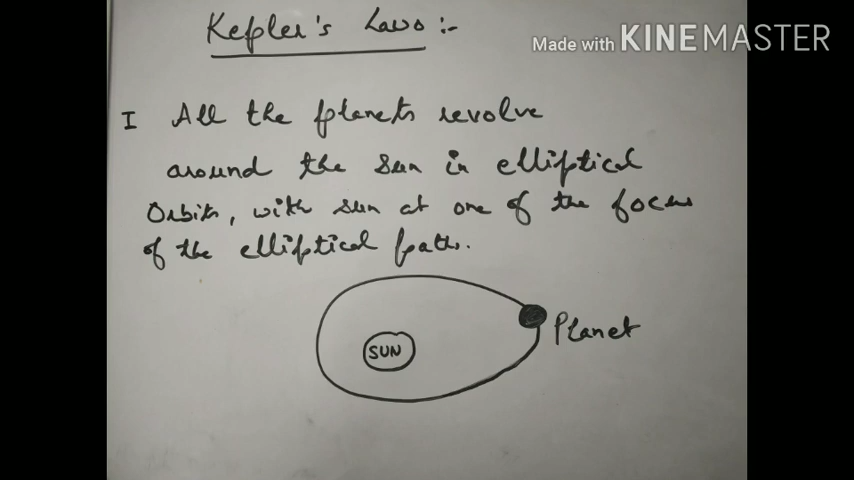 Kepler's Laws :-
Made with KINEMASTER
I All the planets revolve
around the sun in elliptical
Orbits, with sun at one of the focus
of the elliptical path.
SUN
Planet